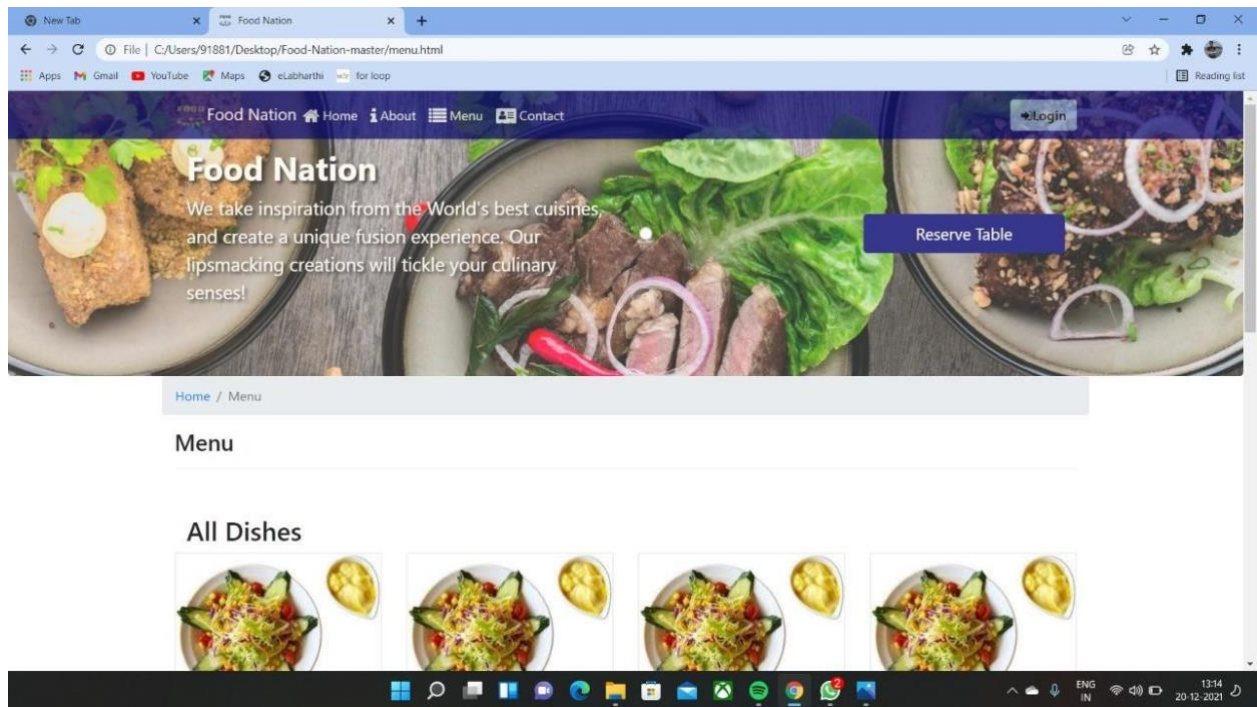 New Tab
Food Nation
File | C:/Users/91881/Desktop/Food-Nation-master/menu.html
Apps Gmail YouTube Maps eLabharthi for loop Reading list
Food Nation Home About Menu Contact Login
Food Nation
We take inspiration from the World's best cuisines,
and create a unique fusion experience. Our
lipsmacking creations will tickle your culinary
senses!
Reserve Table
Home / Menu
Menu
All Dishes
2
ENG
IN
13:14
20-12-2021